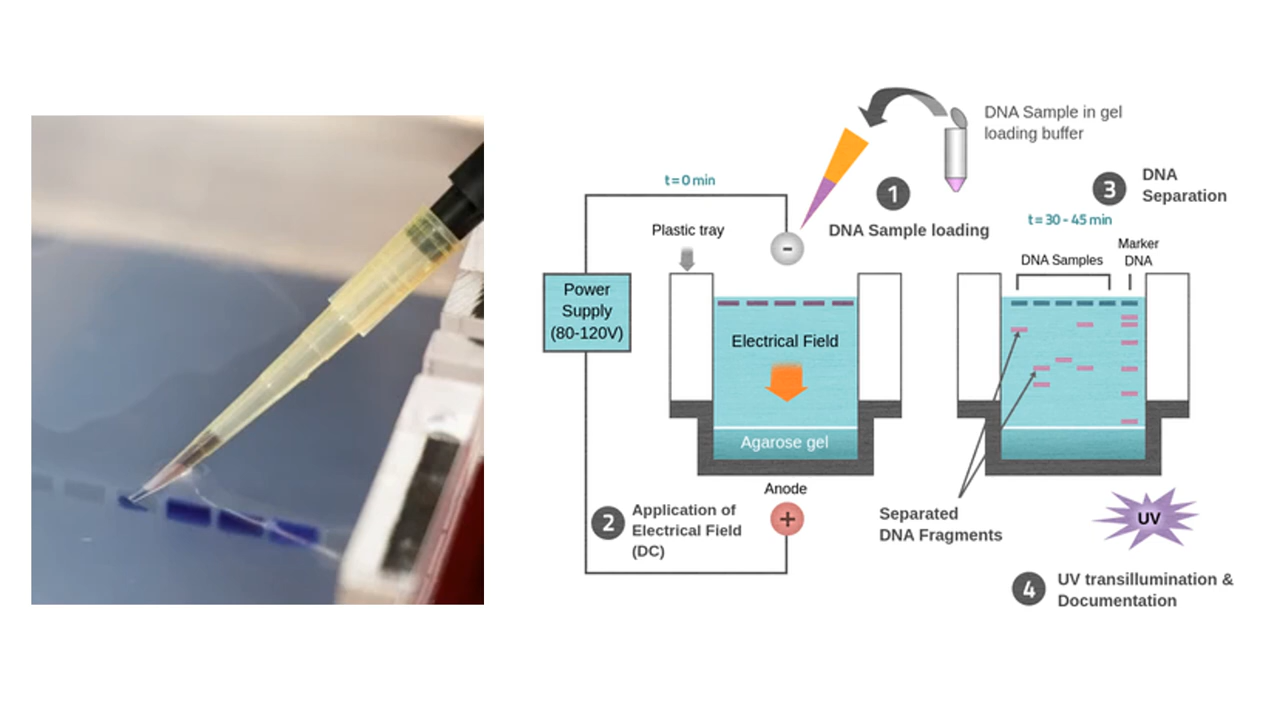 DNA Sample in gel
loading buffer
t=0 min
1
DNA Sample loading
3
DNA
Separation
t= 30 - 45 min
Plastic tray
-
Power
Supply
(80-120V)
Electrical Field
Agarose gel
DNA Samples
Marker
DNA
Anode
+
2
Application of
Electrical Field
(DC)
Separated
DNA Fragments
UV
4
UV transillumination &
Documentation